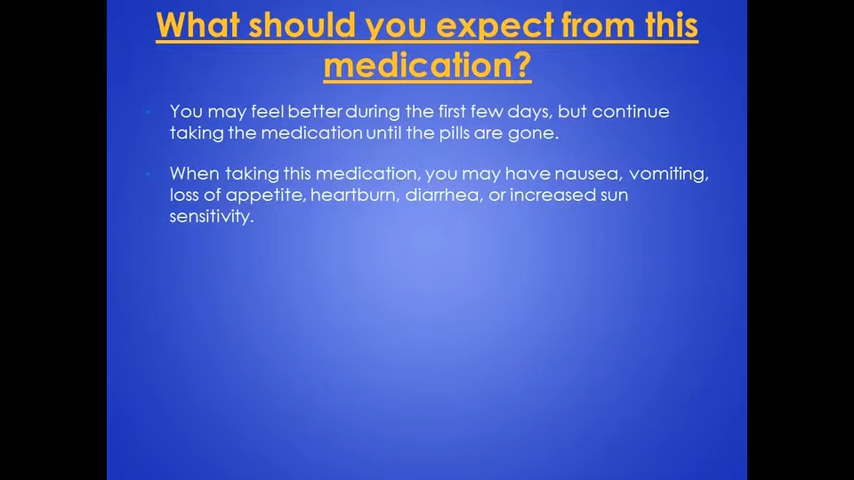 What should you expect from this
medication?
You may feel better during the first few days, but continue
taking the medication until the pills are gone.
When taking this medication, you may have nausea, vomiting,
loss of appetite, heartburn, diarrhea, or increased sun
sensitivity.